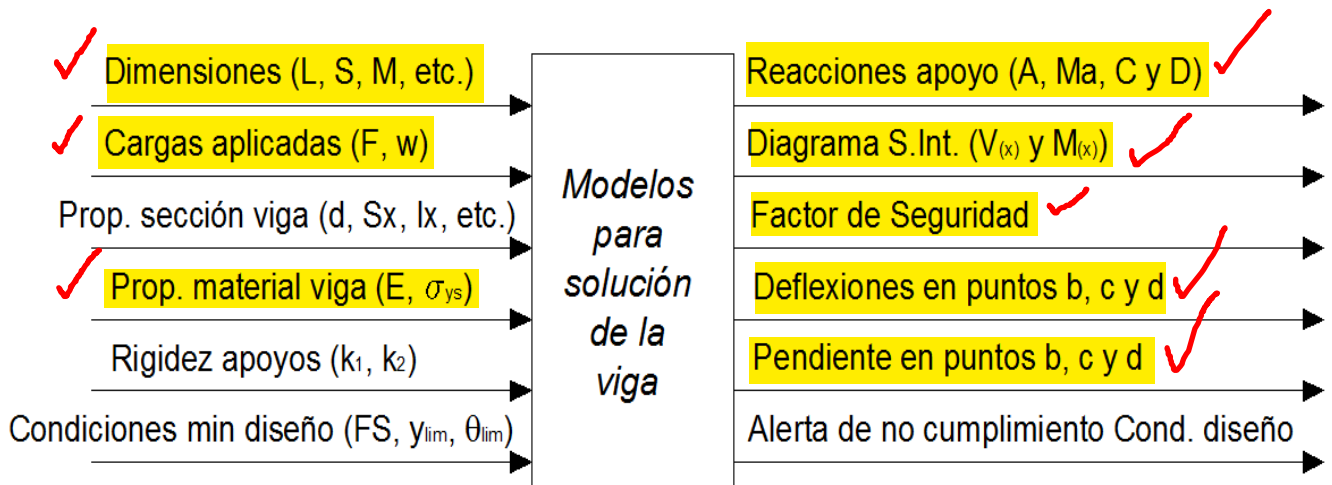 Dimensiones (L, S, M, etc.)
Cargas aplicadas (F, w)
Prop. sección viga (d, Sx, Ix, etc.)
Prop. material viga (E, σys)
Rigidez apoyos (k1, k2)
Condiciones min diseño (FS, ylim, θlim)
Modelos
para
solución
de la
viga
Reacciones apoyo (A, Ma, C y D)
Diagrama S.Int. (V(x) y M(x))
Factor de Seguridad
Deflexiones en puntos b, c y d
Pendiente en puntos b, c y d
Alerta de no cumplimiento Cond. diseño